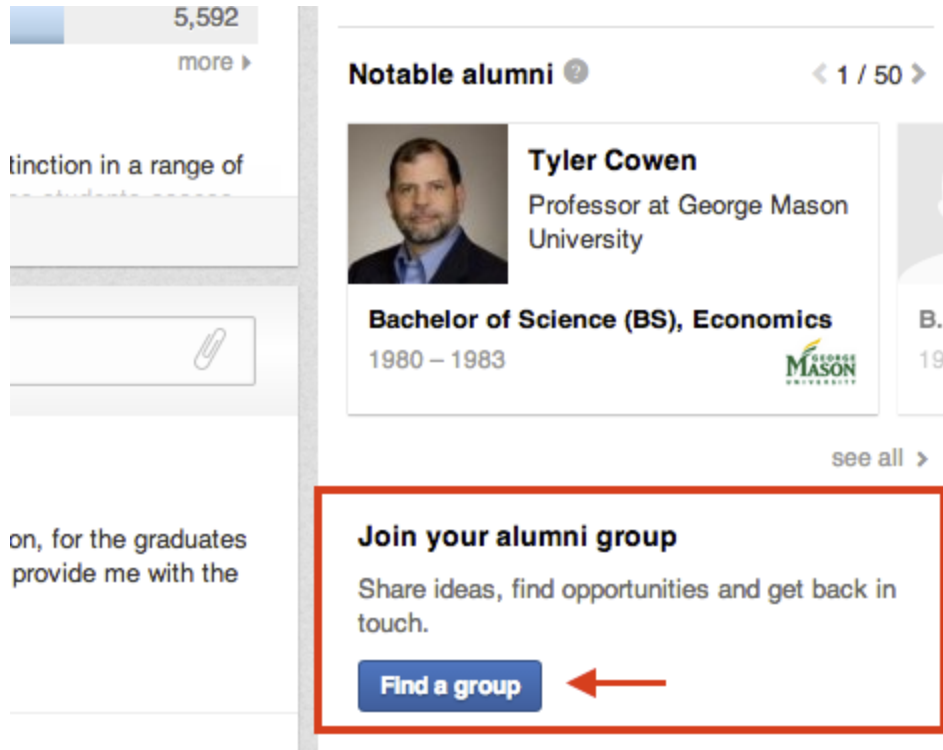 5,592
more
tinction in a range of
on, for the graduates
provide me with the
Notable alumni ?
1 / 50
Tyler Cowen
Professor at George Mason
University
Bachelor of Science (BS), Economics
1980 – 1983
GEORGE
MASON
UNIVERSITY
B.
19
see all
Join your alumni group
Share ideas, find opportunities and get back in
touch.
Find a group